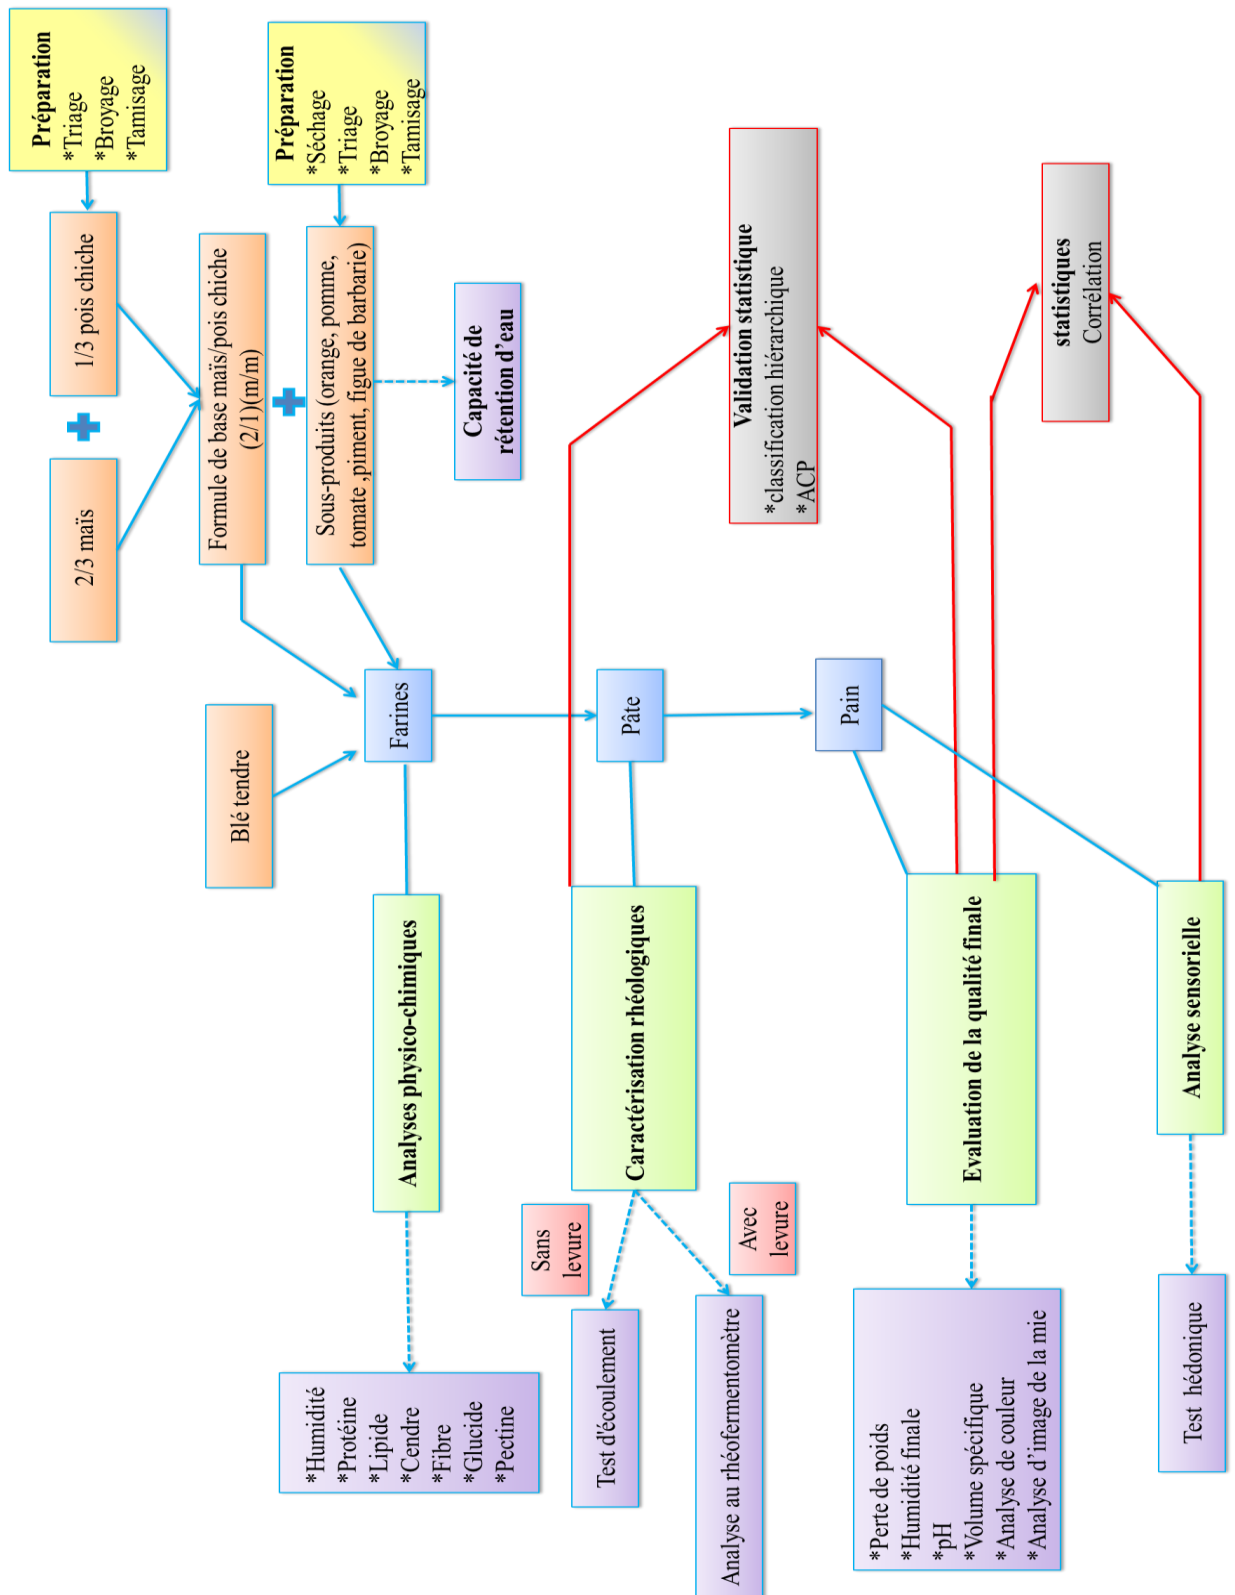 Préparation
*Triage
*Broyage
*Tamisage
Préparation
*Séchage
*Triage
*Broyage
*Tamisage
2/3 maïs
1/3 pois chiche
Formule de base maïs/pois chiche
(2/1)(m/m)
Sous-produits (orange, pomme,
tomate ,piment, figue de barbarie)
Capacité de
rétention d’eau
Blé tendre
Farines
Pâte
Pain
Analyses physico-chimiques
*Humidité
*Protéine
*Lipide
*Cendre
*Fibre
*Glucide
*Pectine
Caractérisation rhéologiques
Sans
levure
Avec
levure
Test d'écoulement
Analyse au rhéofermentomètre
Evaluation de la qualité finale
*Perte de poids
*Humidité finale
*pH
*Volume spécifique
*Analyse de couleur
*Analyse d’image de la mie
Analyse sensorielle
Test hédonique
Validation statistique
*classification hiérarchique
*ACP
statistiques
Corrélation